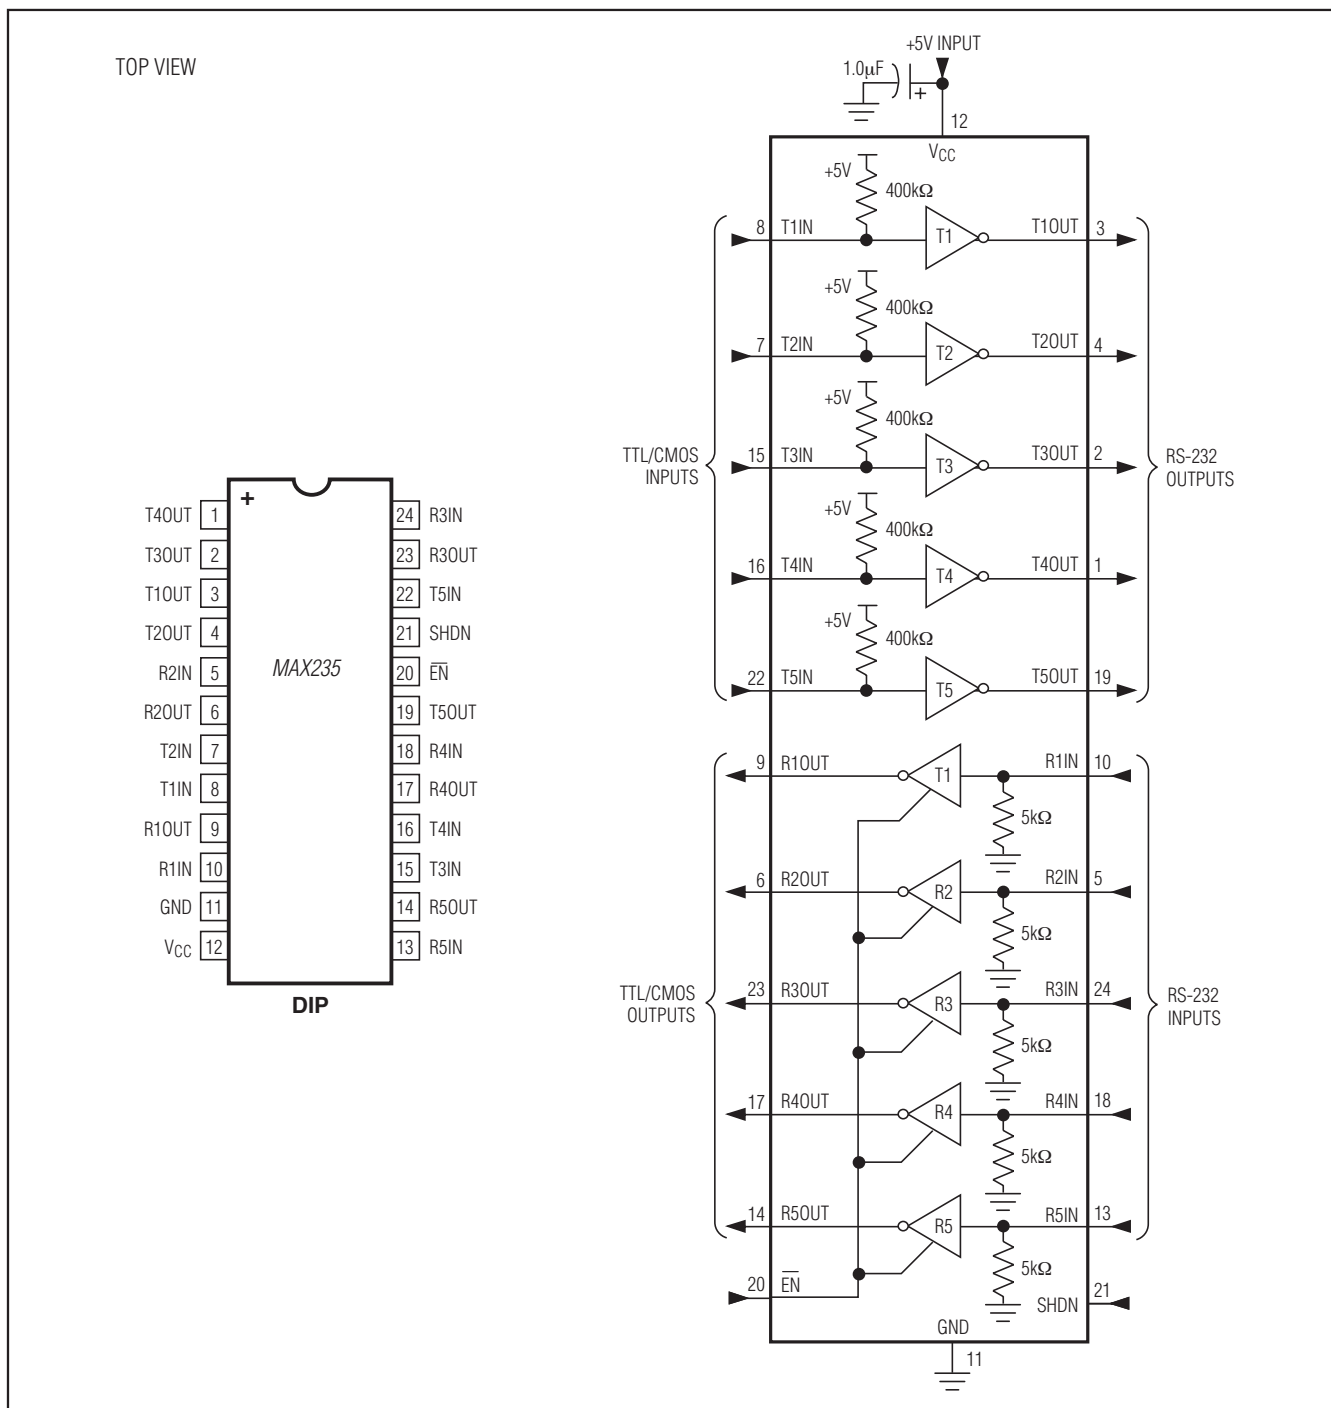 TOP VIEW
+5V INPUT
1.0µF
+
12
VCC
+5V
400kΩ
8 T1IN T1 T1OUT 3
+5V
400kΩ
7 T2IN T2 T2OUT 4
+5V
400kΩ
TTL/CMOS
INPUTS
15 T3IN T3 T3OUT 2
RS-232
OUTPUTS
+5V
400kΩ
16 T4IN T4 T4OUT 1
+5V
400kΩ
22 T5IN T5 T5OUT 19
+
T4OUT 1 24 R3IN
T3OUT 2 23 R3OUT
T1OUT 3 22 T5IN
T2OUT 4 21 SHDN
MAX235
R2IN 5 20 E̅N̅
R2OUT 6 19 T5OUT
T2IN 7 18 R4IN
T1IN 8 17 R4OUT
R1OUT 9 16 T4IN
R1IN 10 15 T3IN
GND 11 14 R5OUT
VCC 12 13 R5IN
DIP
9 R1OUT T1 R1IN 10
5kΩ
6 R2OUT R2 R2IN 5
5kΩ
TTL/CMOS
OUTPUTS
23 R3OUT R3 R3IN 24
RS-232
INPUTS
5kΩ
17 R4OUT R4 R4IN 18
5kΩ
14 R5OUT R5 R5IN 13
5kΩ
20 E̅N̅
SHDN 21
GND
11